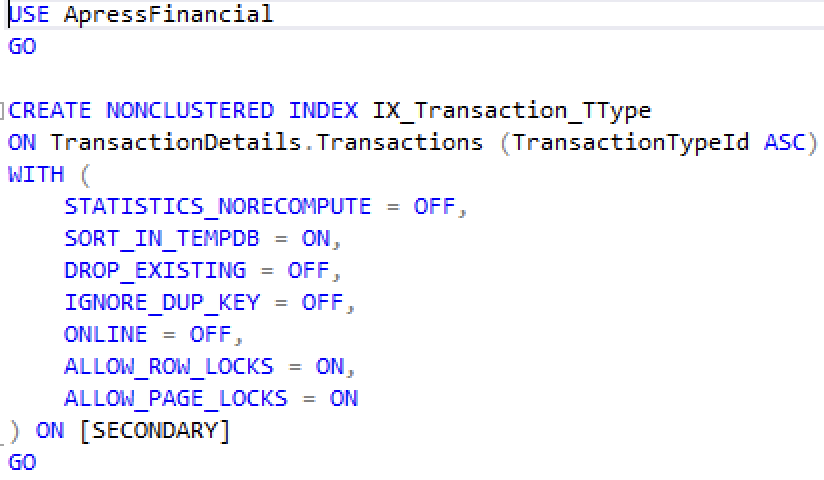 USE ApressFinancial
GO
CREATE NONCLUSTERED INDEX IX_Transaction_TType
ON TransactionDetails.Transactions (TransactionTypeId ASC)
WITH (
STATISTICS_NORECOMPUTE = OFF,
SORT_IN_TEMPDB = ON,
DROP_EXISTING = OFF,
IGNORE_DUP_KEY = OFF,
ONLINE = OFF,
ALLOW_ROW_LOCKS = ON,
ALLOW_PAGE_LOCKS = ON
) ON [SECONDARY]
GO